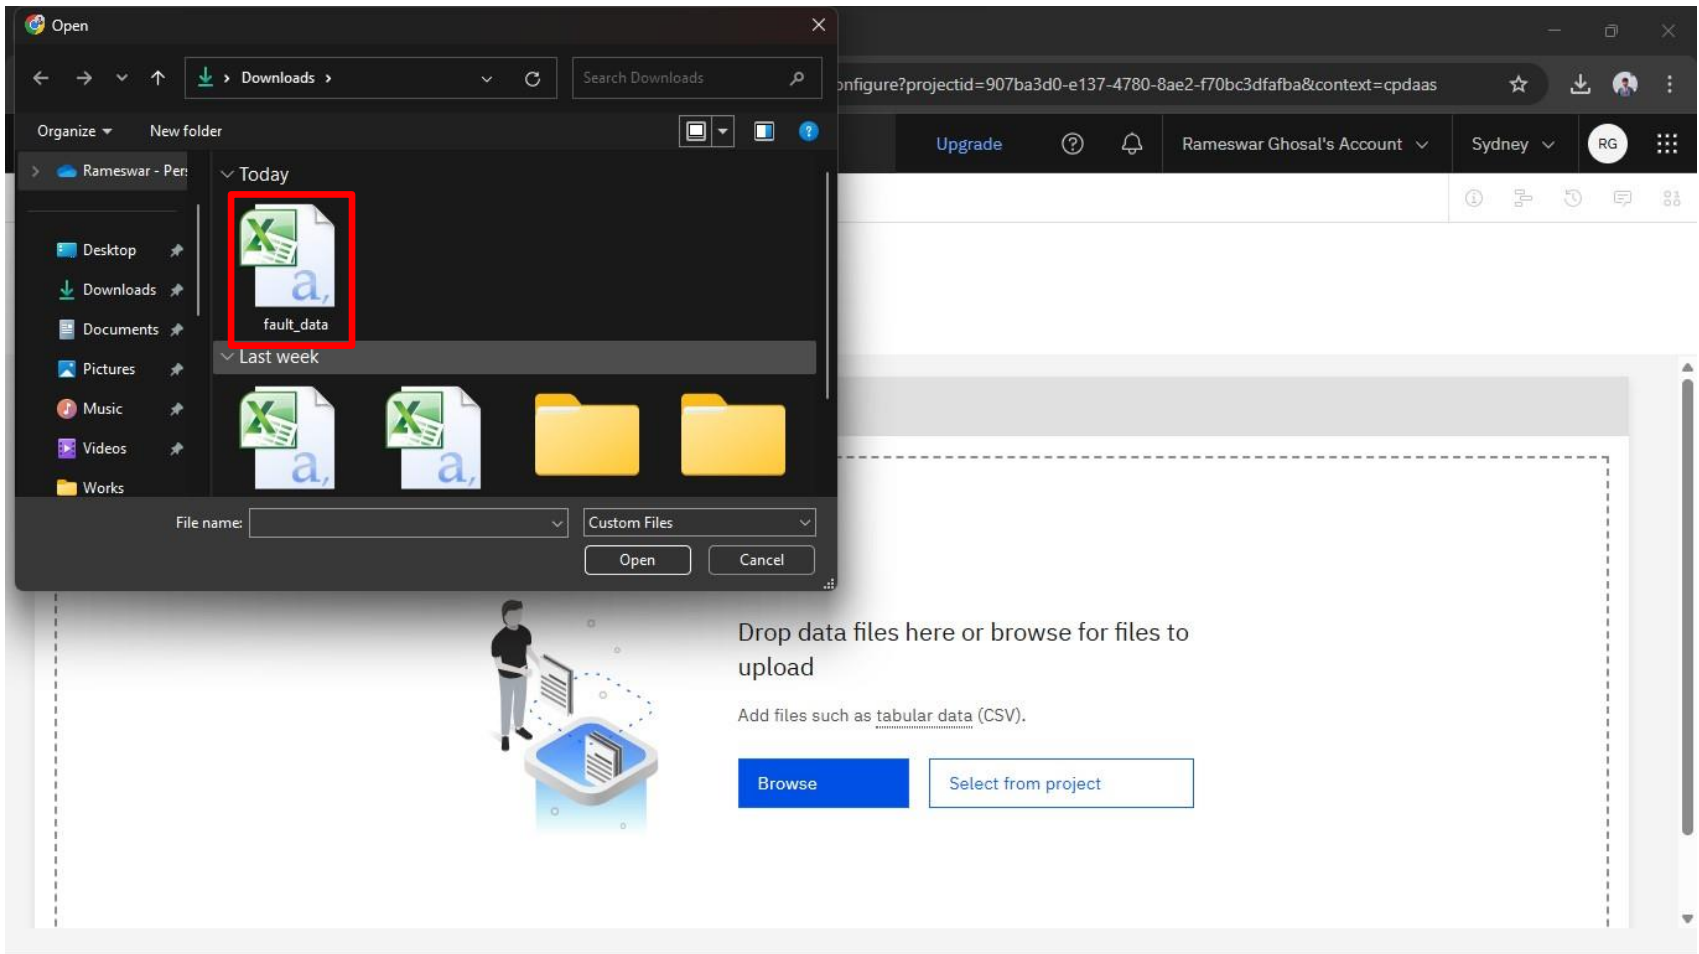 Open
Downloads
Search Downloads
onfigure?projectid=907ba3d0-e137-4780-8ae2-f70bc3dfafba&context=cpdaas
Organize
New folder
Upgrade
Rameswar Ghosal's Account
Sydney
RG
Rameswar - Pers
Today
Desktop
Downloads
Documents
Pictures
Music
Videos
Works
fault_data
Last week
File name:
Custom Files
Open
Cancel
Drop data files here or browse for files to
upload
Add files such as tabular data (CSV).
Browse
Select from project